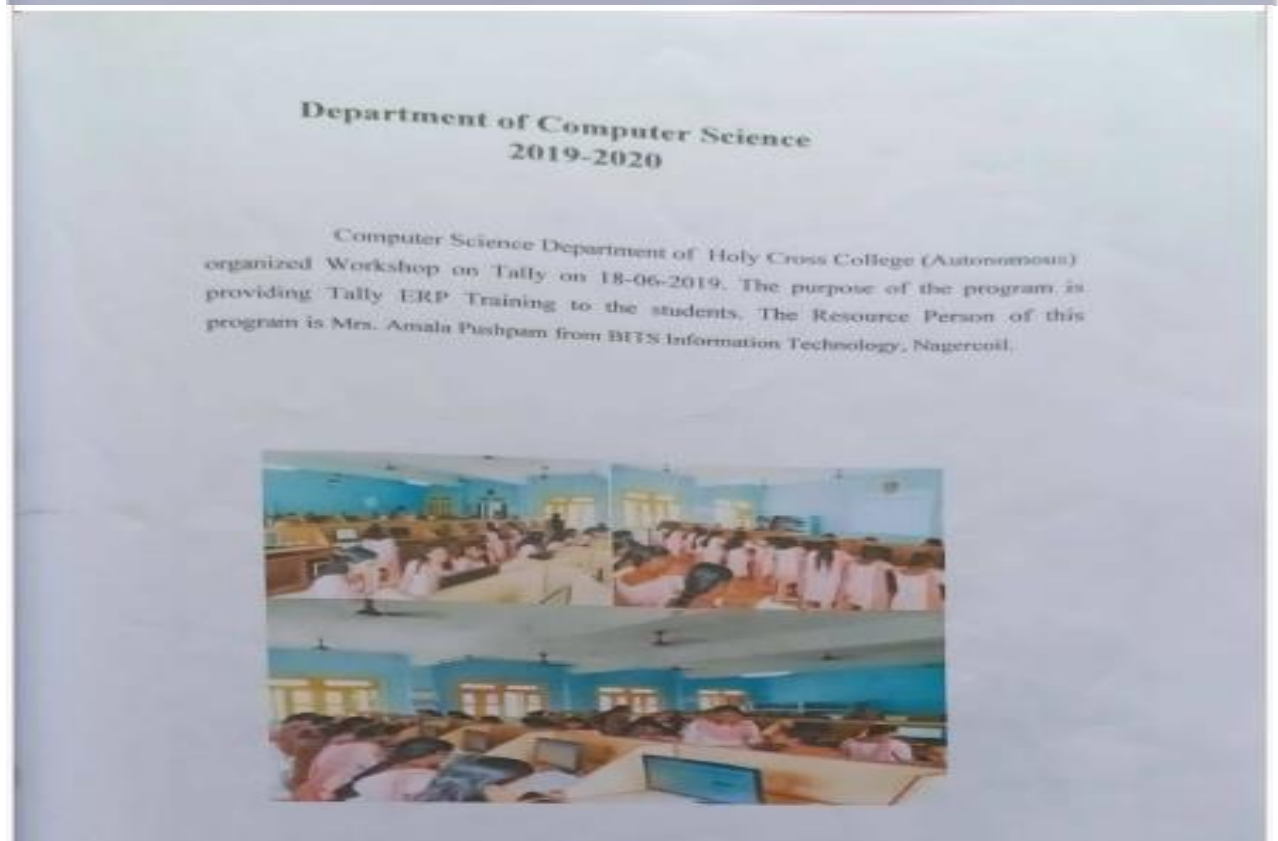 Department of Computer Science
2019-2020
Computer Science Department of Holy Cross College (Autonomous)
organized Workshop on Tally on 18-06-2019. The purpose of the program is
providing Tally ERP Training to the students. The Resource Person of this
program is Mrs. Amala Pushpam from BITS Information Technology, Nagercoil.